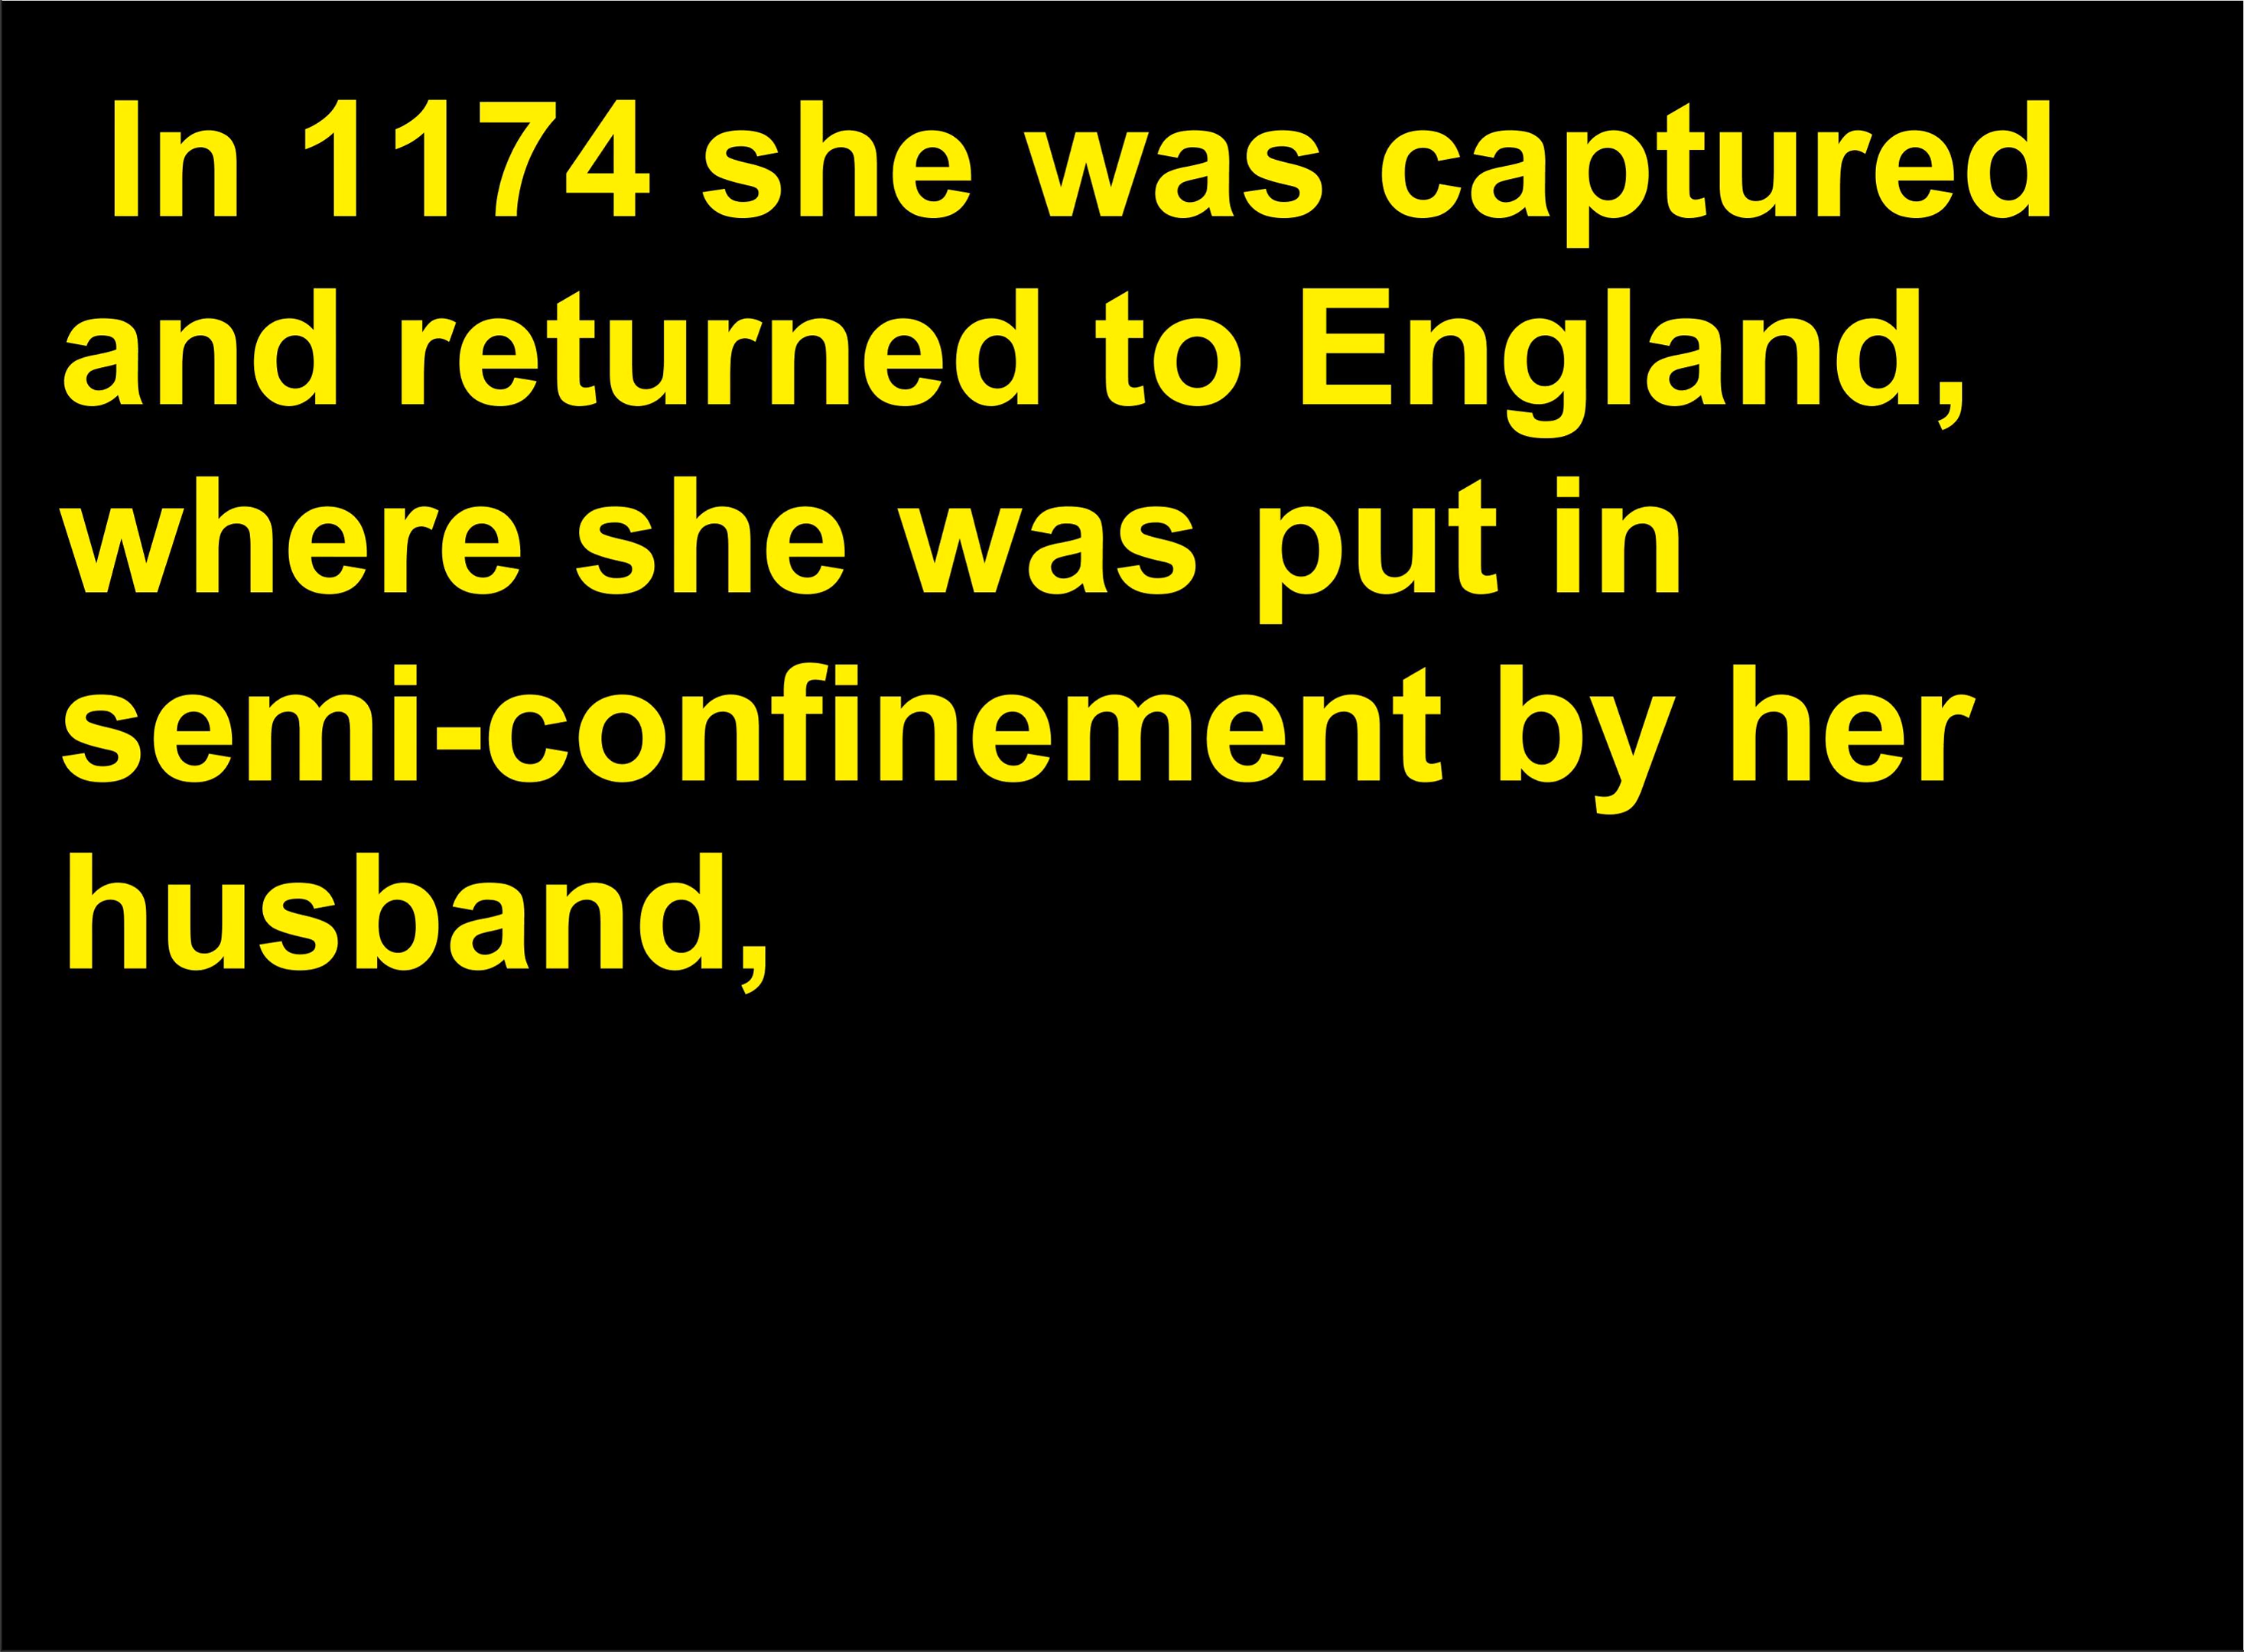 In 1174 she was captured
and returned to England,
where she was put in
semi-confinement by her
husband,